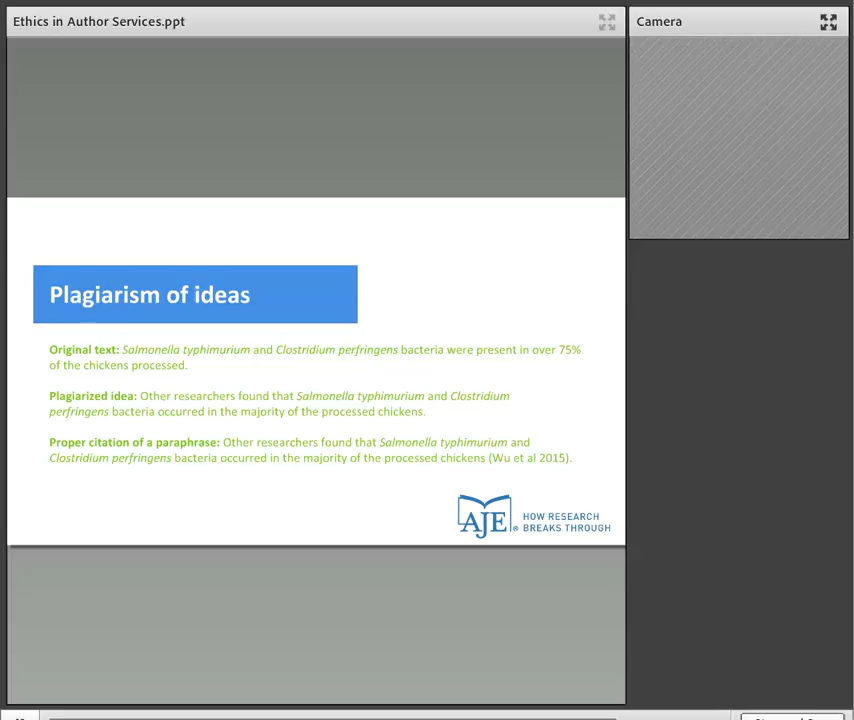 Ethics in Author Services.ppt
Camera
Plagiarism of ideas
Original text: Salmonella typhimurium and Clostridium perfringens bacteria were present in over 75%
of the chickens processed.
Plagiarized idea: Other researchers found that Salmonella typhimurium and Clostridium
perfringens bacteria occurred in the majority of the processed chickens.
Proper citation of a paraphrase: Other researchers found that Salmonella typhimurium and
Clostridium perfringens bacteria occurred in the majority of the processed chickens (Wu et al 2015).
AJE® HOW RESEARCH
BREAKS THROUGH